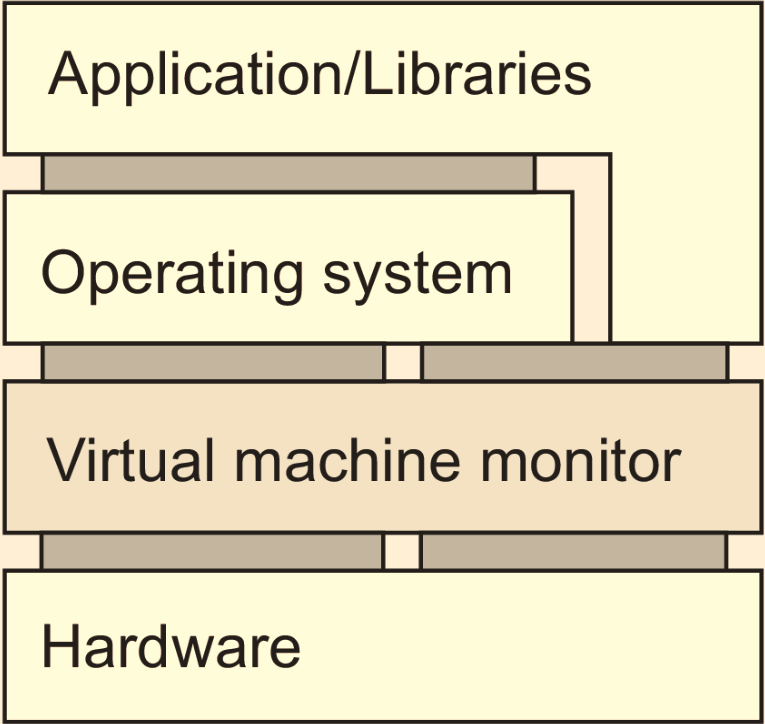 Application/Libraries
Operating system
Virtual machine monitor
Hardware